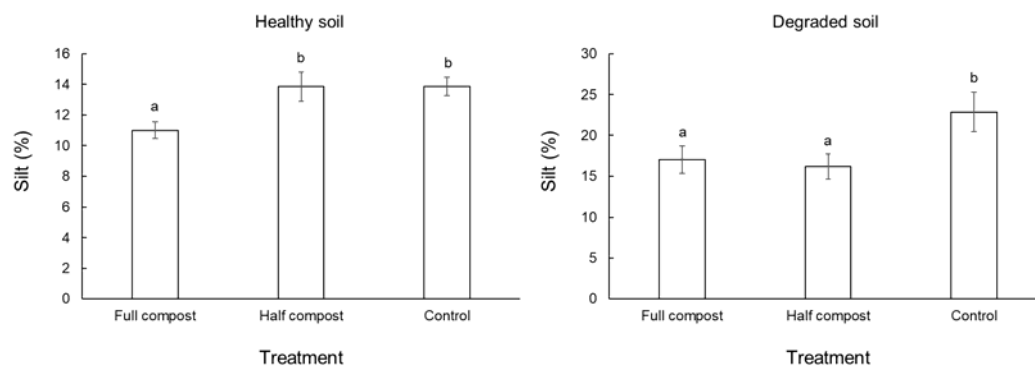 Healthy soil
Silt (%)
16
14
12
10
8
6
4
2
0
a
b
b
Full compost
Half compost
Control
Treatment
Degraded soil
Silt (%)
30
25
20
15
10
5
0
a
a
b
Full compost
Half compost
Control
Treatment